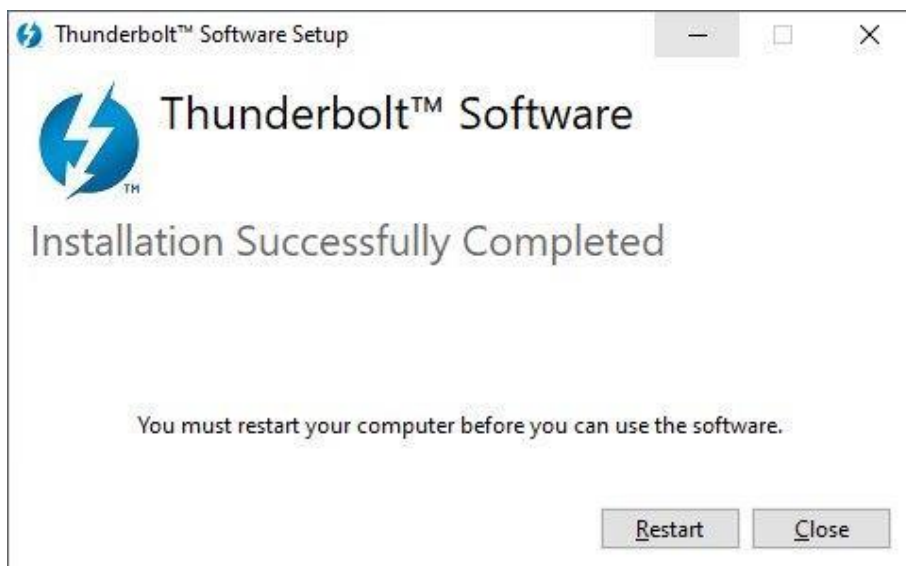 Thunderbolt™ Software Setup
Thunderbolt™ Software
TM
Installation Successfully Completed
You must restart your computer before you can use the software.
Restart Close